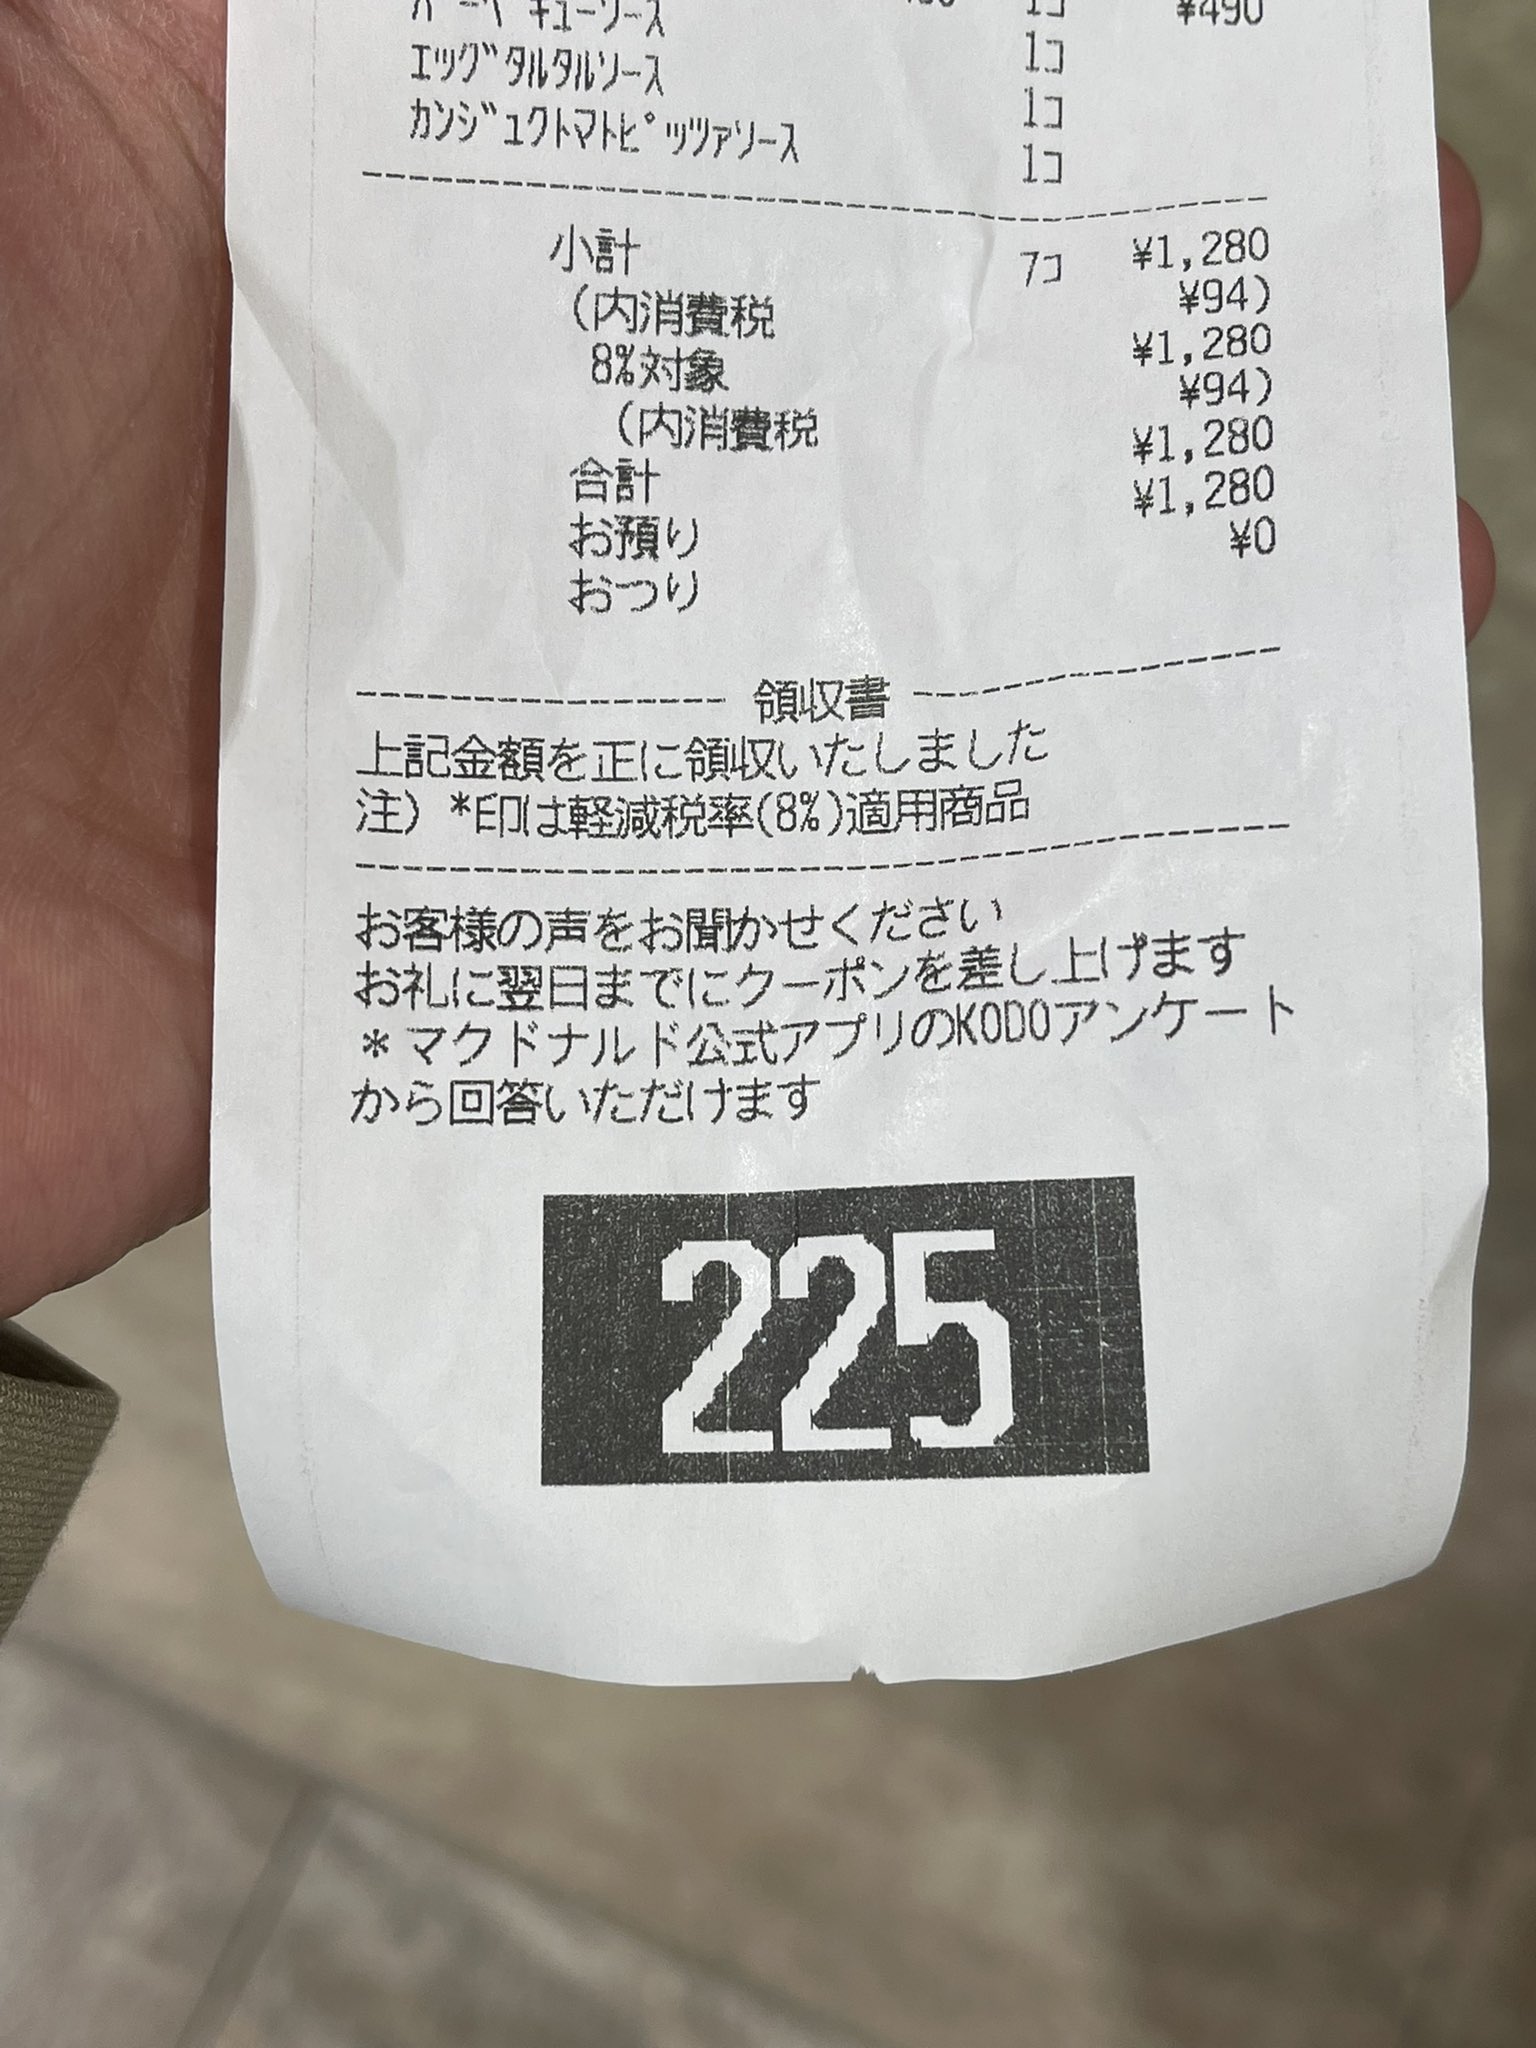 バーベキューソース 1コ ¥490
エッグタルタルソース 1コ
カンジュクトマトピッツァソース 1コ
1コ
小計 7コ ¥1,280
(内消費税 ¥94)
8%対象 ¥1,280
(内消費税 ¥94)
合計 ¥1,280
お預り ¥1,280
おつり ¥0
領収書
上記金額を正に領収いたしました
注) *印は軽減税率(8%)適用商品
お客様の声をお聞かせください
お礼に翌日までにクーポンを差し上げます
*マクドナルド公式アプリのKODOアンケート
から回答いただけます
225